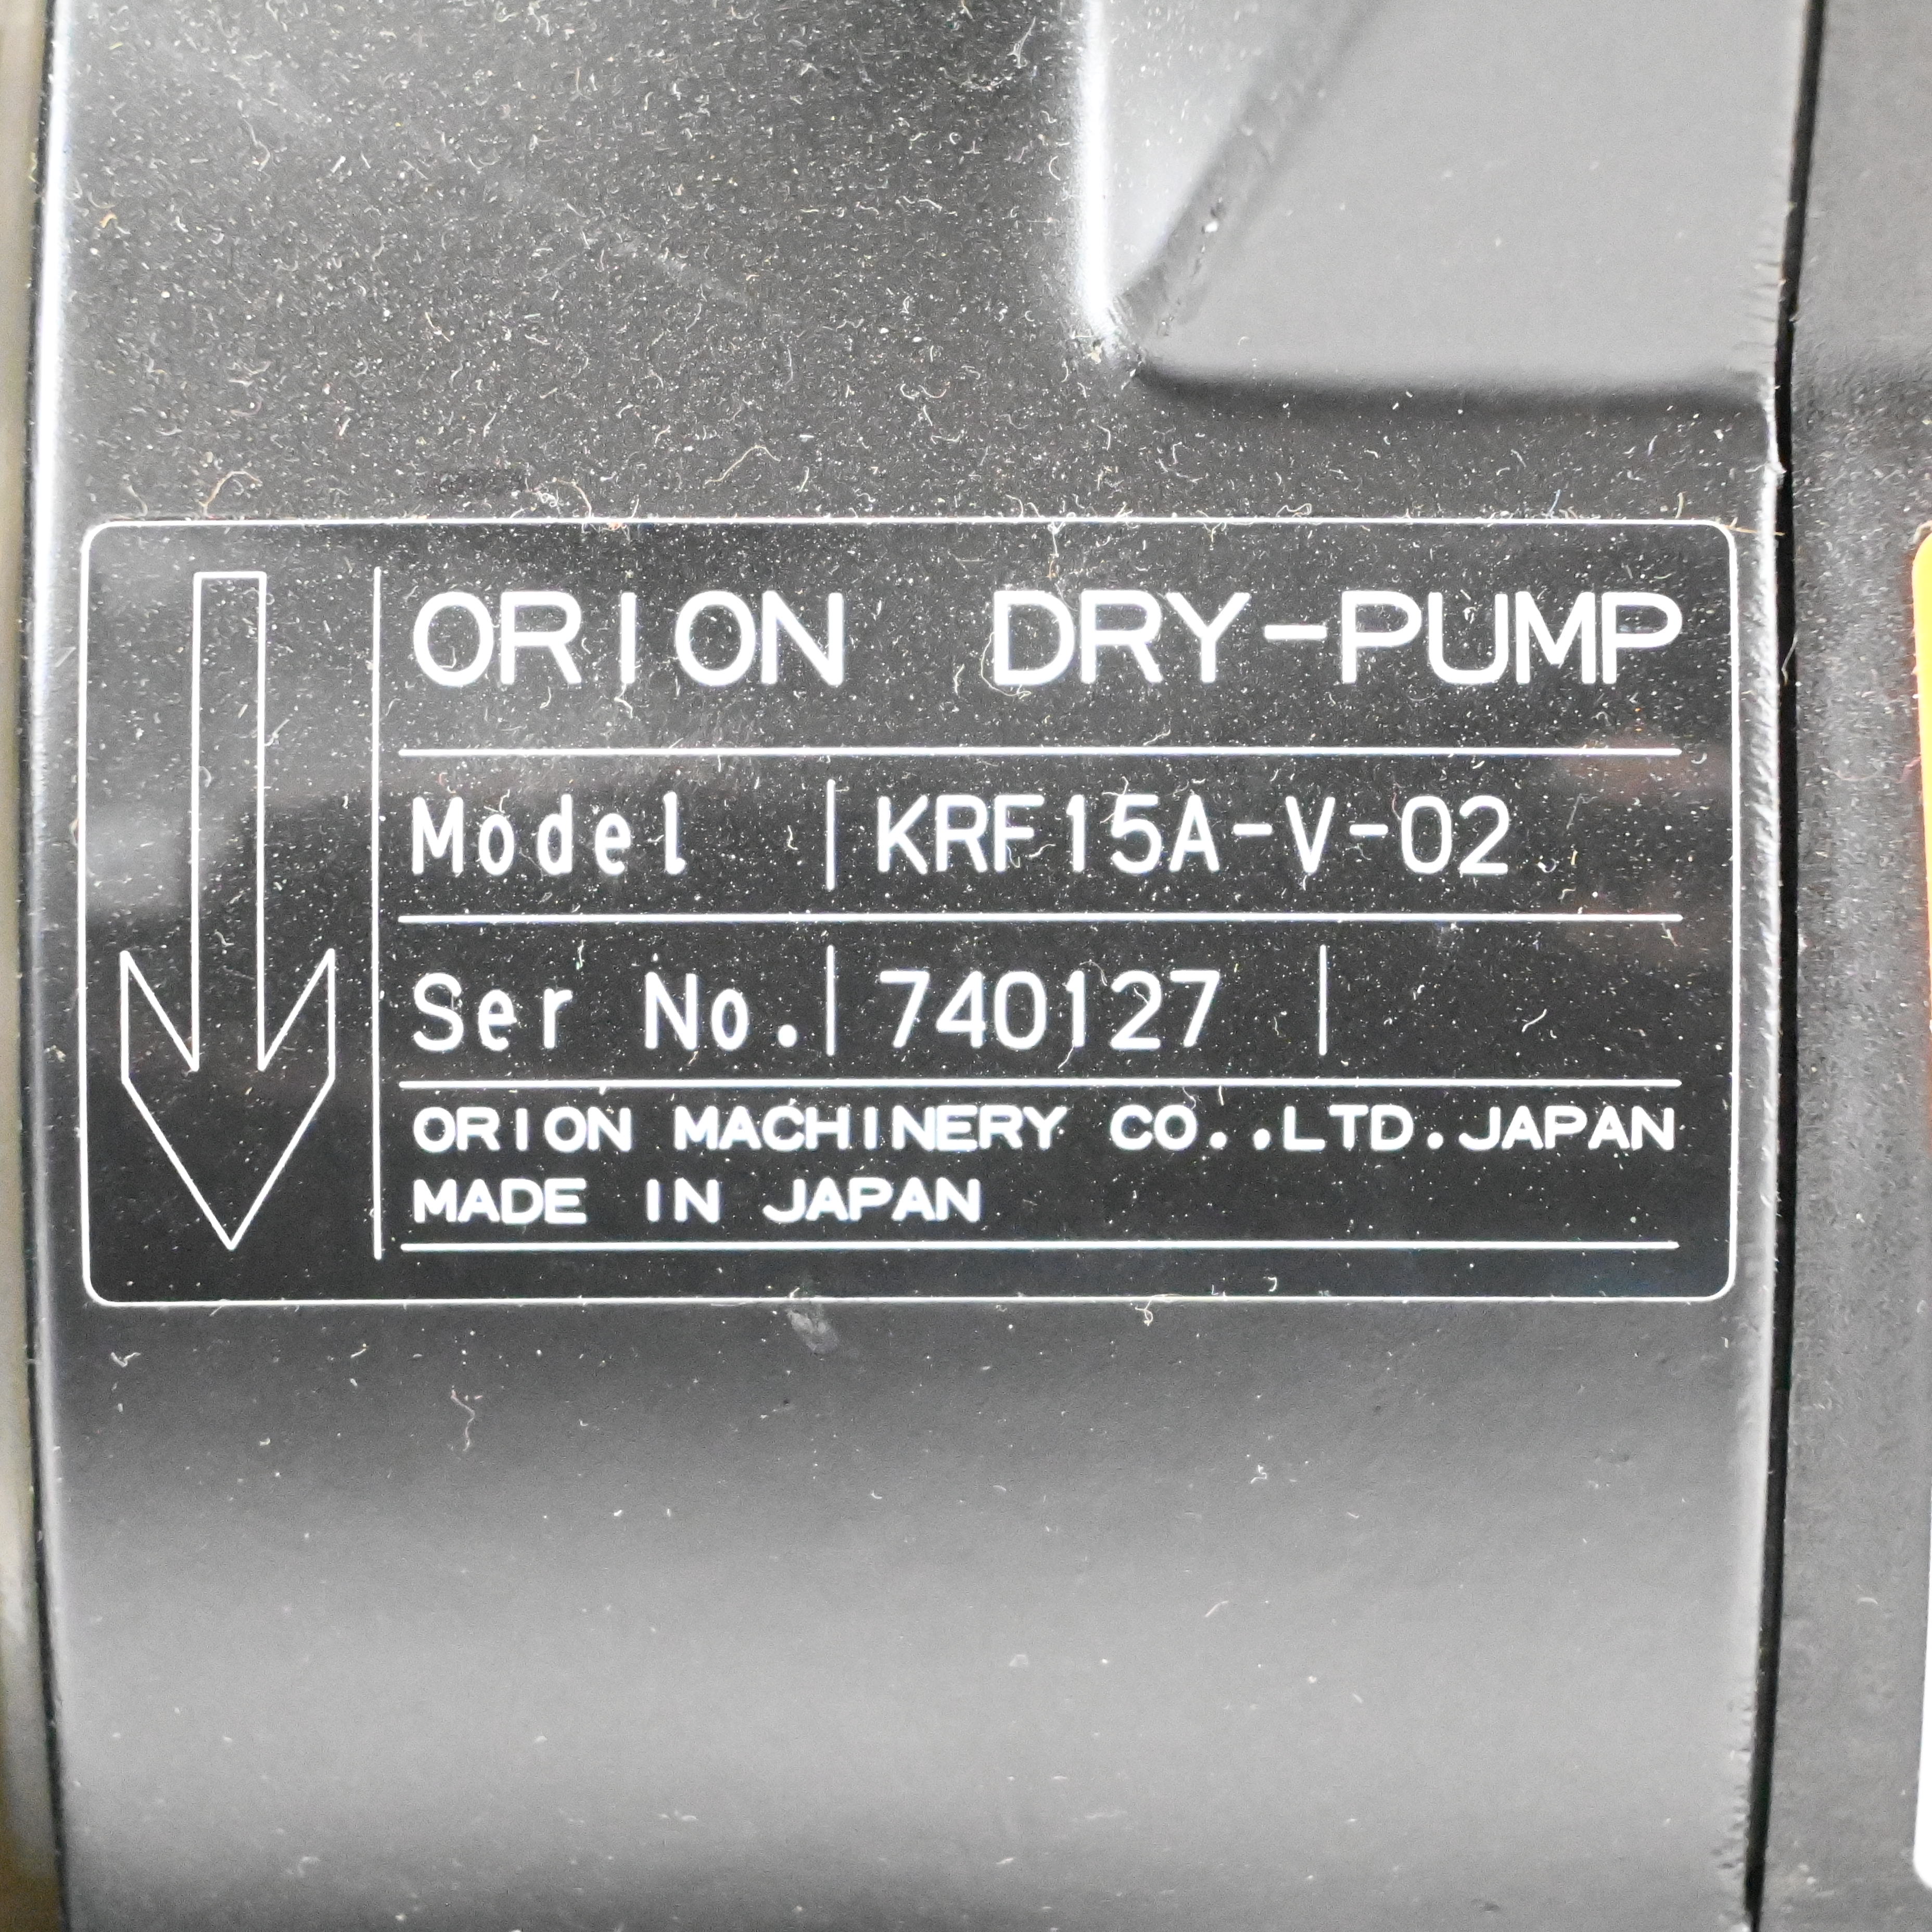 ORION DRY-PUMP
Model KRF15A-V-02
Ser No. 740127
ORION MACHINERY CO..LTD.JAPAN
MADE IN JAPAN